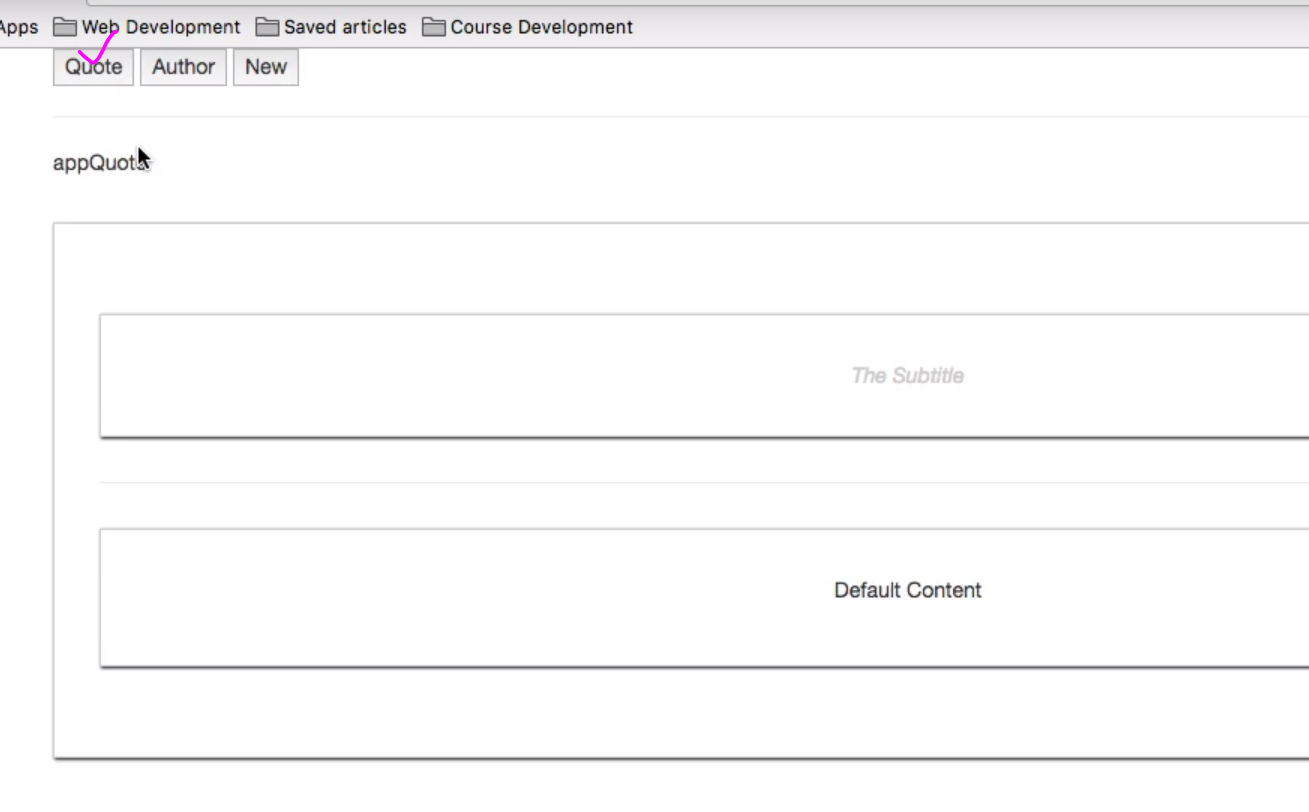 Apps Web Development Saved articles Course Development
Quote Author New
appQuote
The Subtitle
Default Content